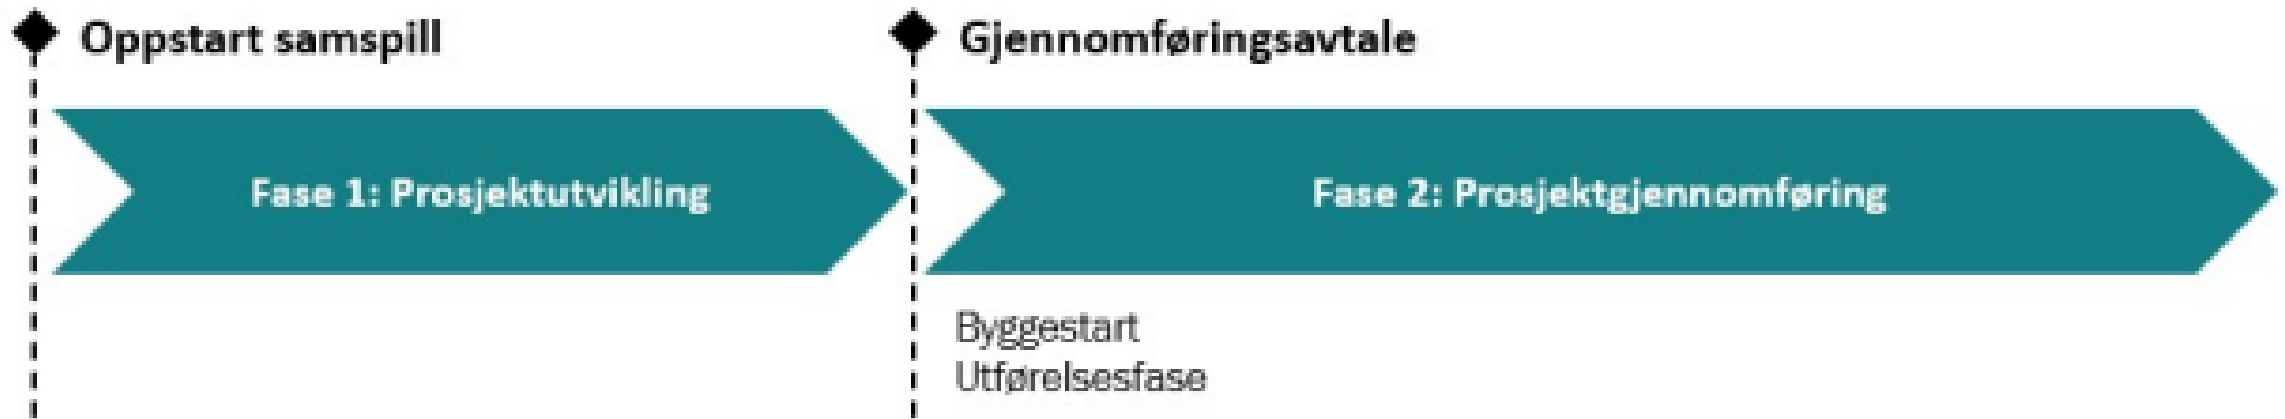 Oppstart samspill
Gjennomføringsavtale
Fase 1: Prosjektutvikling
Fase 2: Prosjektgjennomføring
Byggestart
Utførelsesfase